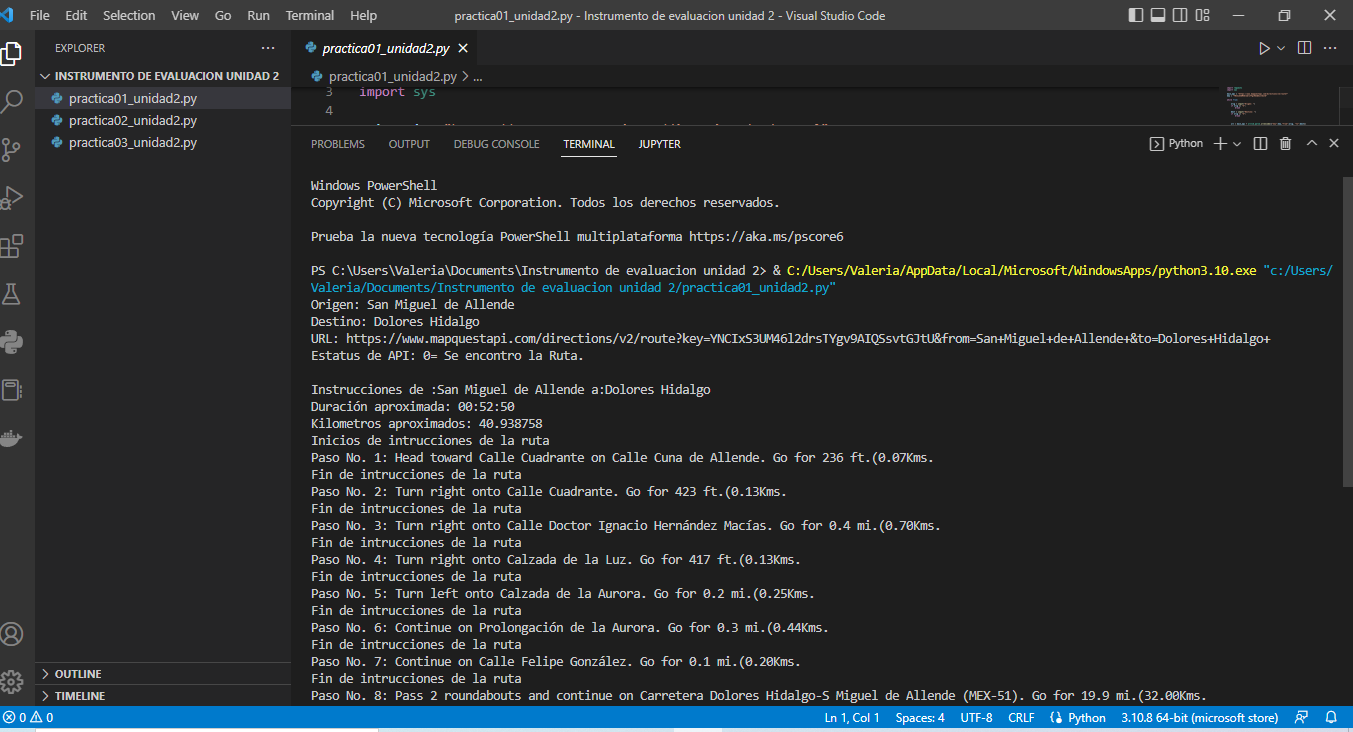 File Edit Selection View Go Run Terminal Help practica01_unidad2.py - Instrumento de evaluacion unidad 2 - Visual Studio Code
EXPLORER
INSTRUMENTO DE EVALUACION UNIDAD 2
practica01_unidad2.py
practica02_unidad2.py
practica03_unidad2.py
OUTLINE
TIMELINE
practica01_unidad2.py
practica01_unidad2.py > ...
3 import sys
4
PROBLEMS OUTPUT DEBUG CONSOLE TERMINAL JUPYTER Python
Windows PowerShell
Copyright (C) Microsoft Corporation. Todos los derechos reservados.
Prueba la nueva tecnología PowerShell multiplataforma https://aka.ms/pscore6
PS C:\Users\Valeria\Documents\Instrumento de evaluacion unidad 2> & C:/Users/Valeria/AppData/Local/Microsoft/WindowsApps/python3.10.exe "c:/Users/
Valeria/Documents/Instrumento de evaluacion unidad 2/practica01_unidad2.py"
Origen: San Miguel de Allende
Destino: Dolores Hidalgo
URL: https://www.mapquestapi.com/directions/v2/route?key=YNCIxS3UM46l2drsTYgv9AIQSsvtGJtU&from=San+Miguel+de+Allende+&to=Dolores+Hidalgo+
Estatus de API: 0= Se encontro la Ruta.
Instrucciones de :San Miguel de Allende a:Dolores Hidalgo
Duración aproximada: 00:52:50
Kilometros aproximados: 40.938758
Inicios de intrucciones de la ruta
Paso No. 1: Head toward Calle Cuadrante on Calle Cuna de Allende. Go for 236 ft.(0.07Kms.
Fin de intrucciones de la ruta
Paso No. 2: Turn right onto Calle Cuadrante. Go for 423 ft.(0.13Kms.
Fin de intrucciones de la ruta
Paso No. 3: Turn right onto Calle Doctor Ignacio Hernández Macías. Go for 0.4 mi.(0.70Kms.
Fin de intrucciones de la ruta
Paso No. 4: Turn right onto Calzada de la Luz. Go for 417 ft.(0.13Kms.
Fin de intrucciones de la ruta
Paso No. 5: Turn left onto Calzada de la Aurora. Go for 0.2 mi.(0.25Kms.
Fin de intrucciones de la ruta
Paso No. 6: Continue on Prolongación de la Aurora. Go for 0.3 mi.(0.44Kms.
Fin de intrucciones de la ruta
Paso No. 7: Continue on Calle Felipe González. Go for 0.1 mi.(0.20Kms.
Fin de intrucciones de la ruta
Paso No. 8: Pass 2 roundabouts and continue on Carretera Dolores Hidalgo-S Miguel de Allende (MEX-51). Go for 19.9 mi.(32.00Kms.
0 0 Ln 1, Col 1 Spaces: 4 UTF-8 CRLF Python 3.10.8 64-bit (microsoft store)